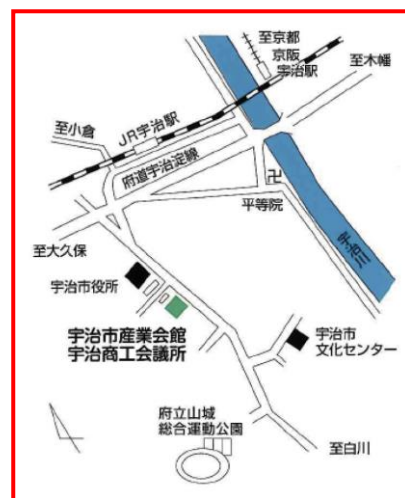 至京都
京阪
宇治駅
至木幡
JR宇治駅
至小倉
府道宇治淀線
卍
平等院
宇治川
至大久保
宇治市役所
宇治市産業会館
宇治商工会議所
宇治市
文化センター
府立山城
総合運動公園
至白川